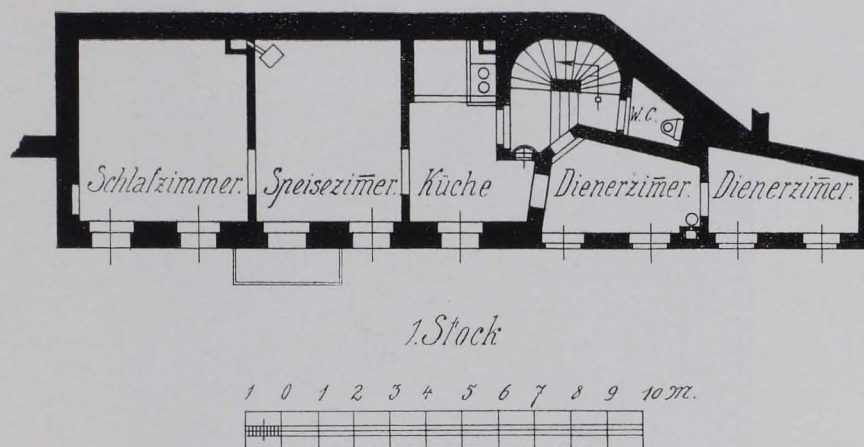 W.C.
Schlafzimmer. Speisezim̄er. Küche Dienerzim̄er. Dienerzim̄er.
1. Stock
1 0 1 2 3 4 5 6 7 8 9 10 M.